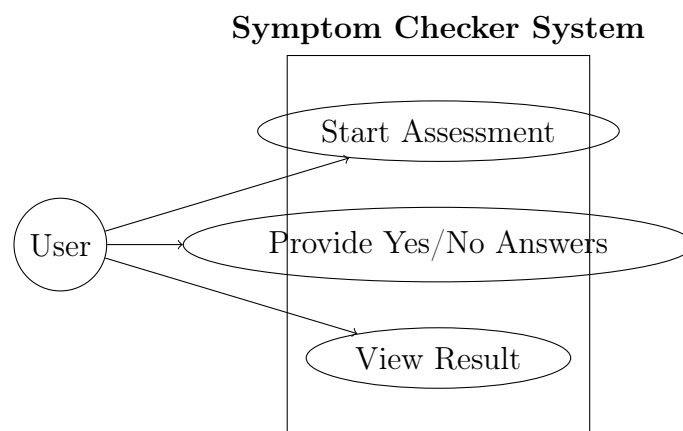 Symptom Checker System
Start Assessment
User
Provide Yes/No Answers
View Result